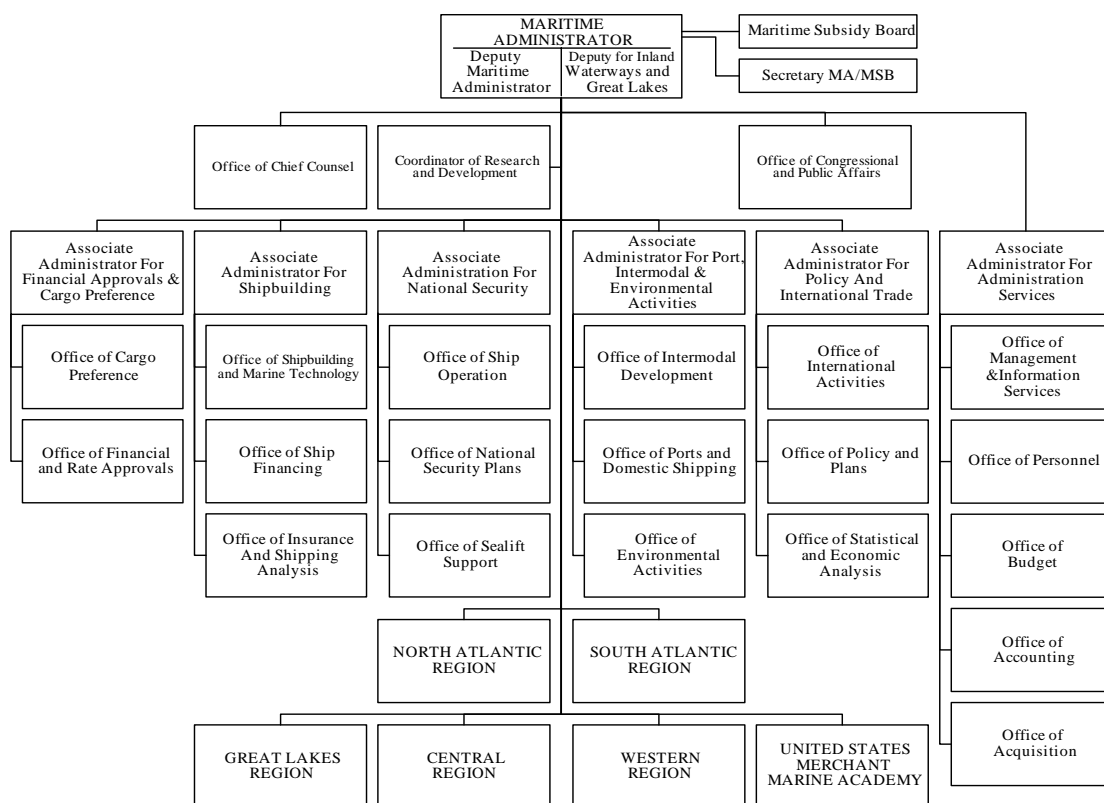 MARITIME
ADMINISTRATOR
Deputy
Maritime
Administrator
Deputy for Inland
Waterways and
Great Lakes
Maritime Subsidy Board
Secretary MA/MSB
Office of Chief Counsel
Coordinator of Research
and Development
Office of Congressional
and Public Affairs
Associate
Administrator For
Financial Approvals &
Cargo Preference
Associate
Administrator For
Shipbuilding
Associate
Administration For
National Security
Associate
Administrator For Port,
Intermodal &
Environmental
Activities
Associate
Administrator For
Policy And
International Trade
Associate
Administrator For
Administration
Services
Office of Cargo
Preference
Office of Shipbuilding
and Marine Technology
Office of Ship
Operation
Office of Intermodal
Development
Office of
International
Activities
Office of
Management
&Information
Services
Office of Financial
and Rate Approvals
Office of Ship
Financing
Office of National
Security Plans
Office of Ports and
Domestic Shipping
Office of Policy and
Plans
Office of Personnel
Office of Insurance
And Shipping
Analysis
Office of Sealift
Support
Office of
Environmental
Activities
Office of Statistical
and Economic
Analysis
Office of
Budget
NORTH ATLANTIC
REGION
SOUTH ATLANTIC
REGION
Office of
Accounting
GREAT LAKES
REGION
CENTRAL
REGION
WESTERN
REGION
UNITED STATES
MERCHANT
MARINE ACADEMY
Office of
Acquisition